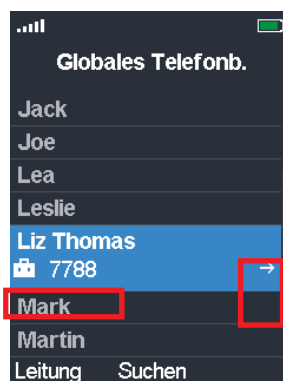 Globales Telefonb.
Jack
Joe
Lea
Leslie
Liz Thomas
7788
Mark
Martin
Leitung Suchen